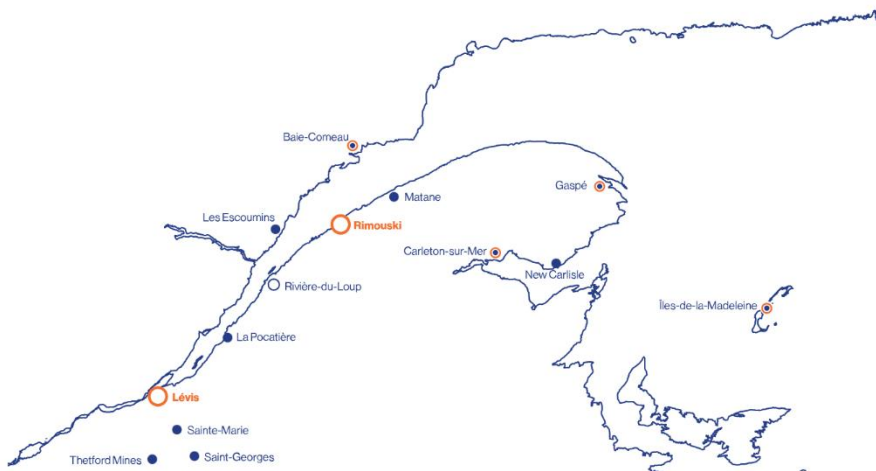 Baie-Comeau
Gaspé
Matane
Les Escoumins
Rimouski
Carleton-sur-Mer
New Carlisle
Rivière-du-Loup
Îles-de-la-Madeleine
La Pocatière
Lévis
Sainte-Marie
Thetford Mines
Saint-Georges